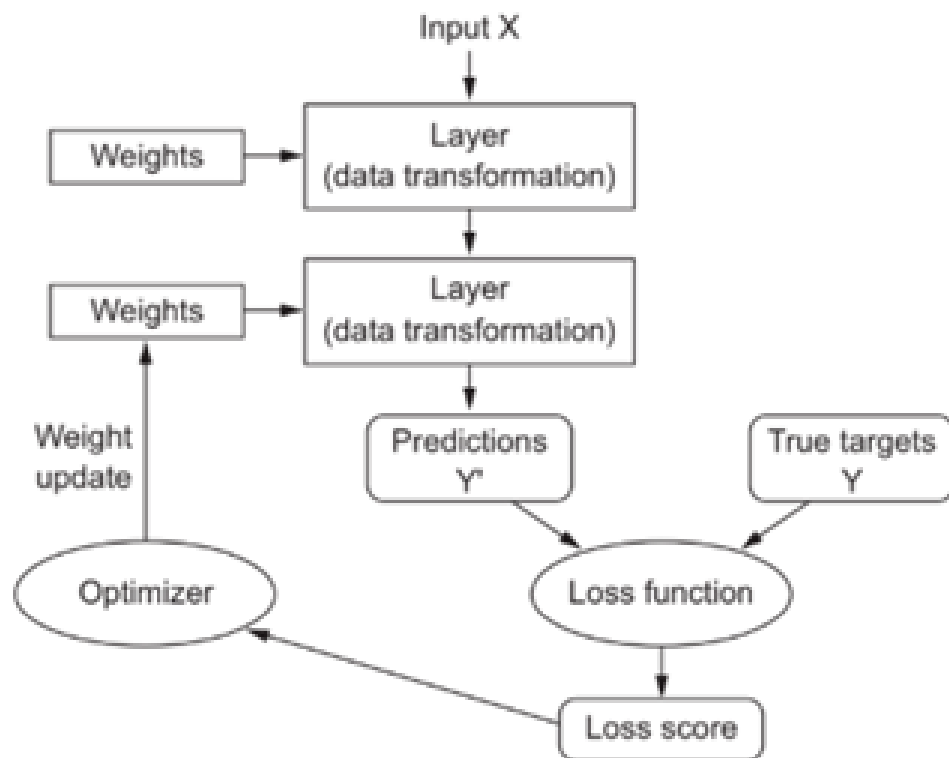 Input X
Weights
Layer
(data transformation)
Weights
Layer
(data transformation)
Weight
update
Predictions
Y'
True targets
Y
Optimizer
Loss function
Loss score